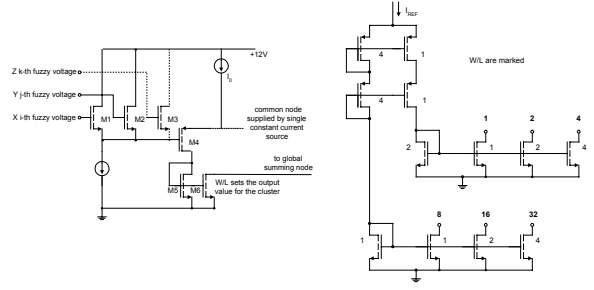 I REF
+12V
4
1
W/L are marked
Z k-th fuzzy voltage
I0
Y j-th fuzzy voltage
4
1
X i-th fuzzy voltage
M1
M2
M3
common node
supplied by single
constant current
source
M4
1
2
4
2
1
2
4
to global
summing node
M5
M6
W/L sets the output
value for the cluster
8
16
32
1
1
2
4